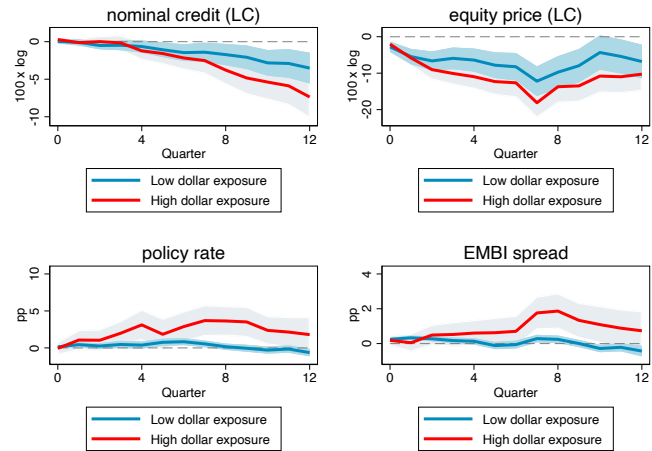 nominal credit (LC)
equity price (LC)
100 x log
0
-5
-10
0 4 8 12
Quarter
Low dollar exposure
High dollar exposure
100 x log
0
-10
-20
0 4 8 12
Quarter
Low dollar exposure
High dollar exposure
policy rate
EMBI spread
pp
10
5
0
0 4 8 12
Quarter
Low dollar exposure
High dollar exposure
pp
4
2
0
0 4 8 12
Quarter
Low dollar exposure
High dollar exposure